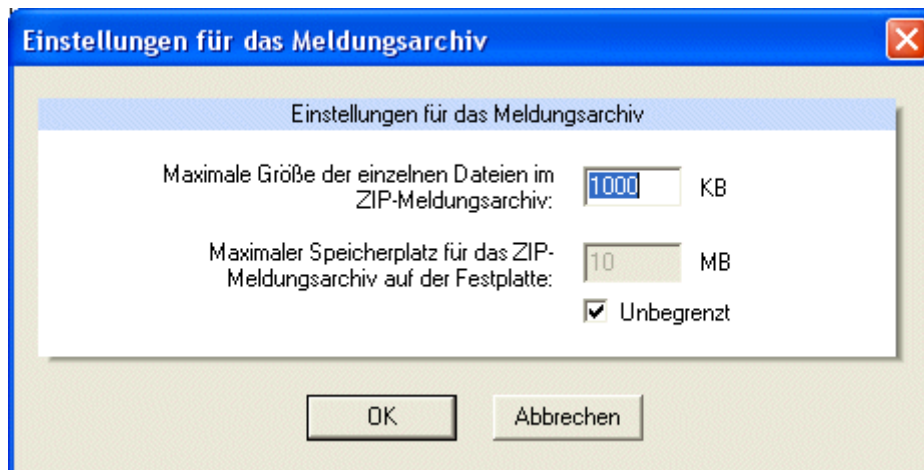 Einstellungen für das Meldungsarchiv
Einstellungen für das Meldungsarchiv
Maximale Größe der einzelnen Dateien im
ZIP-Meldungsarchiv:
1000 KB
Maximaler Speicherplatz für das ZIP-
Meldungsarchiv auf der Festplatte:
10 MB
Unbegrenzt
OK Abbrechen